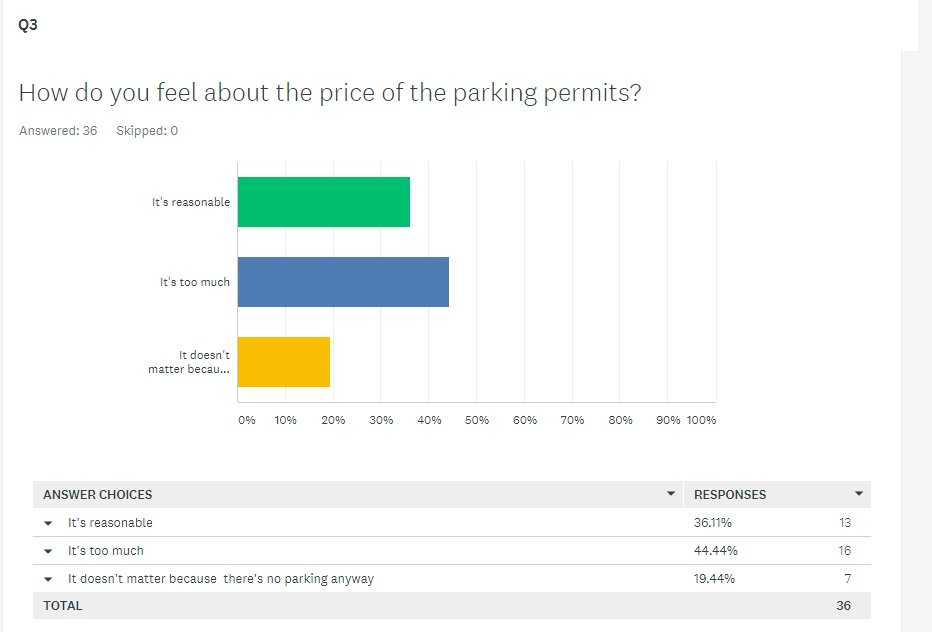 Q3
How do you feel about the price of the parking permits?
Answered: 36 Skipped: 0
It's reasonable
It's too much
It doesn't
matter becau...
0% 10% 20% 30% 40% 50% 60% 70% 80% 90% 100%
ANSWER CHOICES RESPONSES
It's reasonable 36.11% 13
It's too much 44.44% 16
It doesn't matter because there's no parking anyway 19.44% 7
TOTAL 36